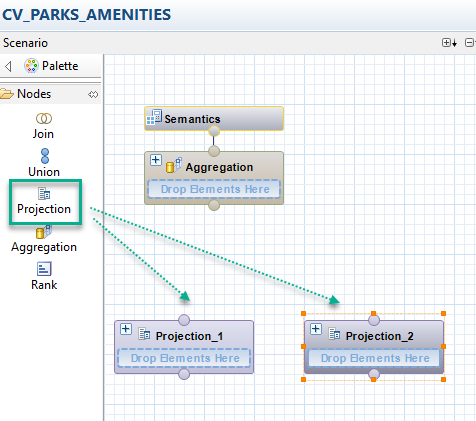 CV_PARKS_AMENITIES
Scenario
Palette
Nodes
Join
Union
Projection
Aggregation
Rank
Semantics
Aggregation
Drop Elements Here
Projection_1
Drop Elements Here
Projection_2
Drop Elements Here